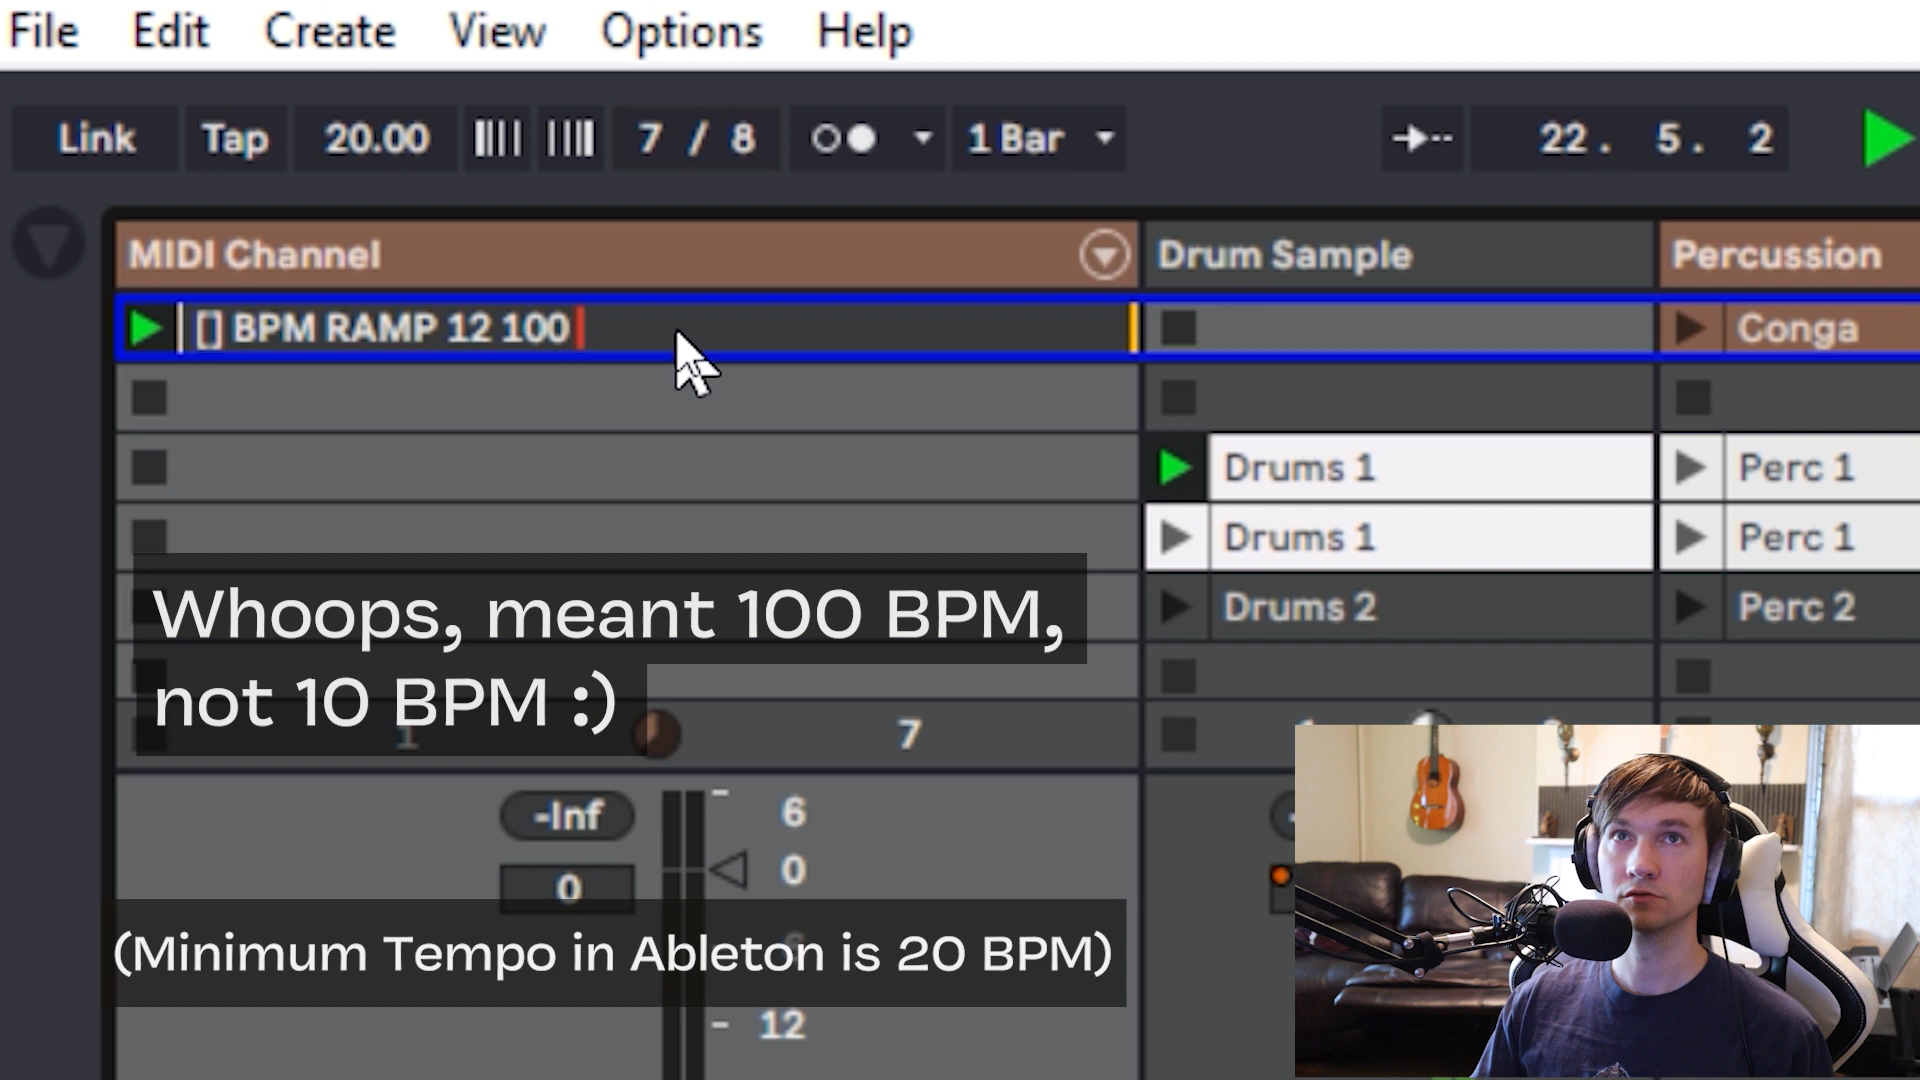 File Edit Create View Options Help
Link Tap 20.00 7 / 8 1 Bar 22. 5. 2
MIDI Channel Drum Sample Percussion
[] BPM RAMP 12 100 Conga
Drums 1 Perc 1
Drums 1 Perc 1
Drums 2 Perc 2
Whoops, meant 100 BPM,
not 10 BPM :)
1 7
-Inf 6
0 0
(Minimum Tempo in Ableton is 20 BPM)
12